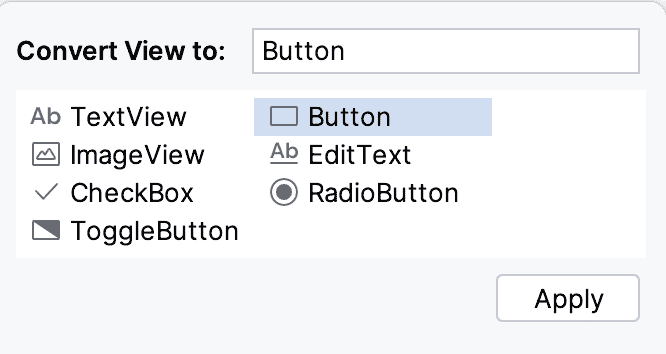 Convert View to: Button
Ab TextView Button
ImageView Ab EditText
CheckBox RadioButton
ToggleButton
Apply